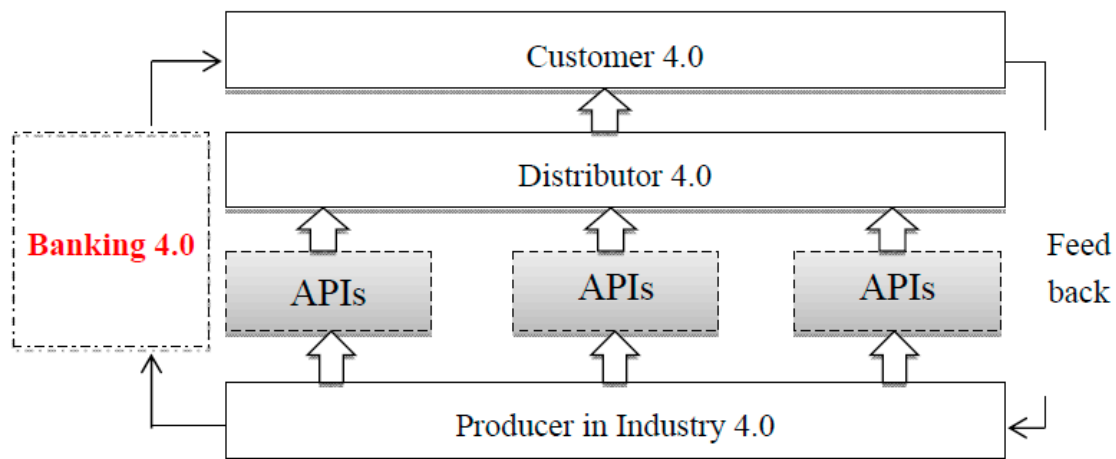 Customer 4.0
Distributor 4.0
Banking 4.0
APIs
APIs
APIs
Feed
back
Producer in Industry 4.0